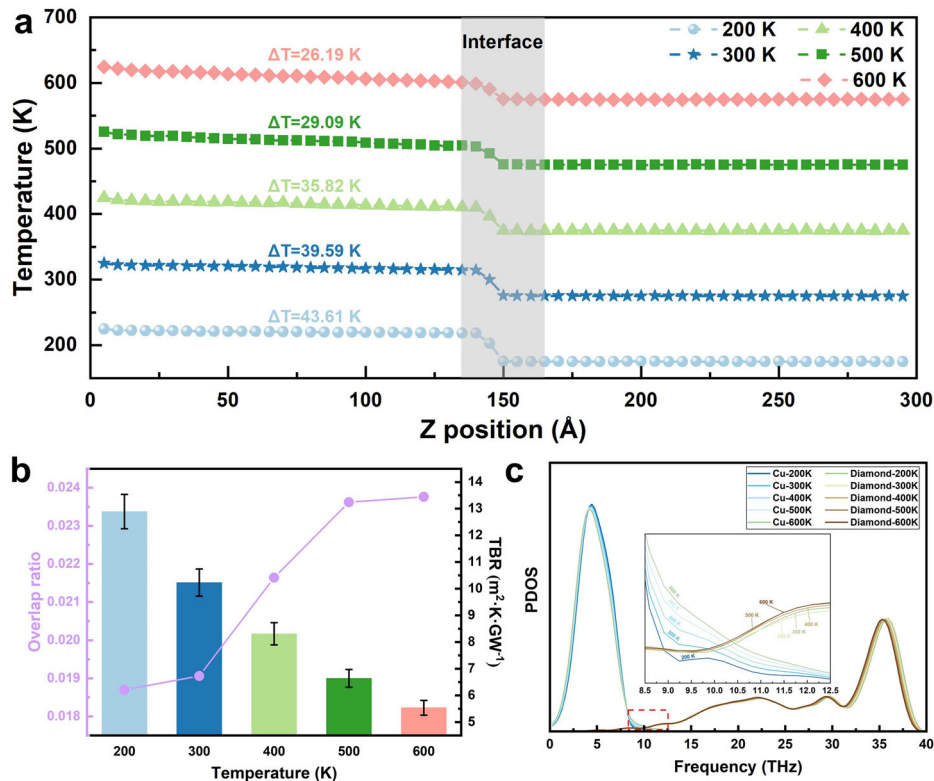 a
700
600
500
400
300
200
Temperature (K)
0
50
100
150
200
250
300
Z position (Å)
Interface
200 K
300 K
400 K
500 K
600 K
ΔT=26.19 K
ΔT=29.09 K
ΔT=35.82 K
ΔT=39.59 K
ΔT=43.61 K
b
0.024
0.023
0.022
0.021
0.020
0.019
0.018
Overlap ratio
14
13
12
11
10
9
8
7
6
5
TBR (m²·K·GW⁻¹)
200
300
400
500
600
Temperature (K)
c
PDOS
Cu-200K
Cu-300K
Cu-400K
Cu-500K
Cu-600K
Diamond-200K
Diamond-300K
Diamond-400K
Diamond-500K
Diamond-600K
600 K
500 K
300 K
200 K
400 K
8.5
9.0
9.5
10.0
10.5
11.0
11.5
12.0
12.5
0
5
10
15
20
25
30
35
40
Frequency (THz)